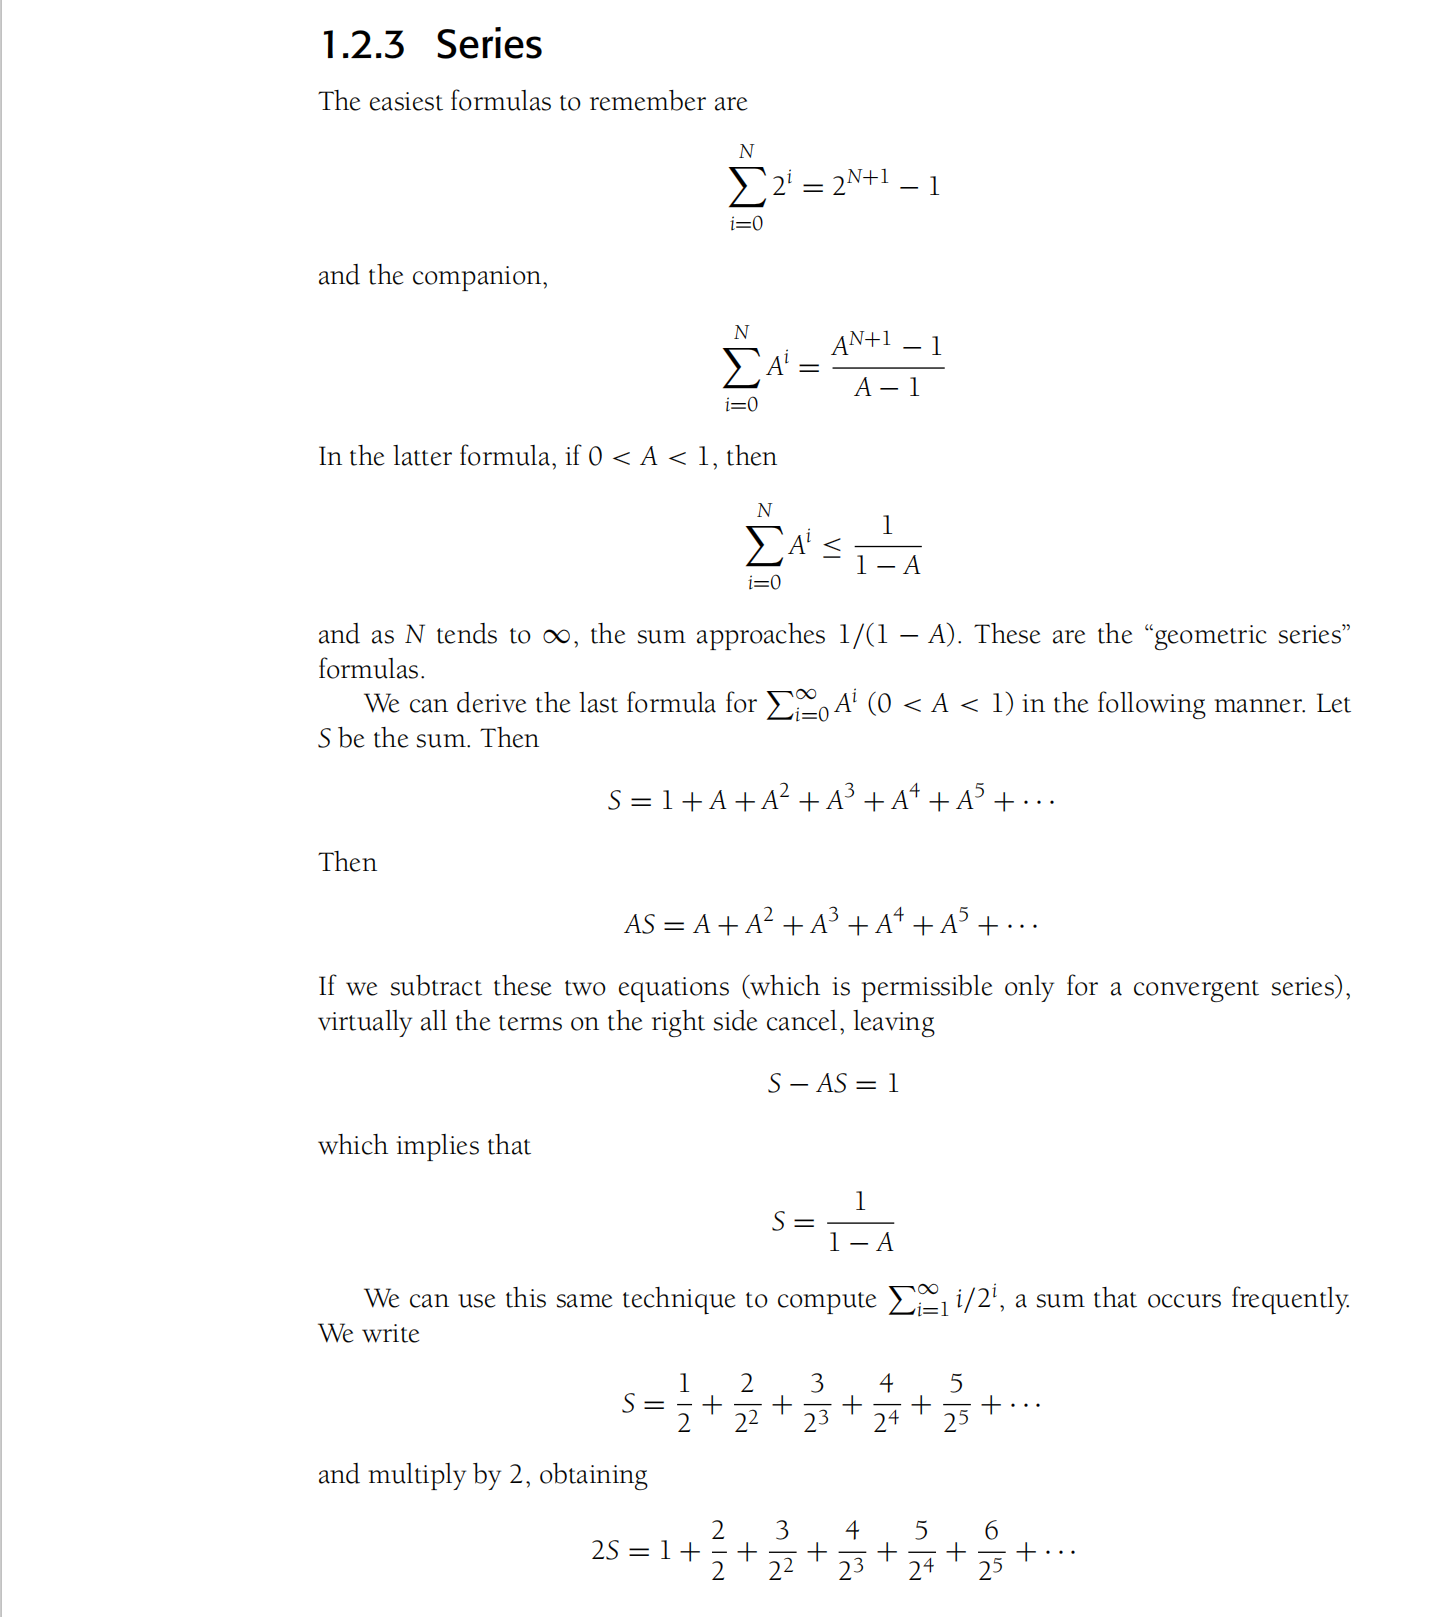 1.2.3 Series
The easiest formulas to remember are
\sum_{i=0}^{N} 2^i = 2^{N+1} − 1
and the companion,
\sum_{i=0}^{N} A^i = \frac{A^{N+1} − 1}{A − 1}
In the latter formula, if 0 < A < 1, then
\sum_{i=0}^{N} A^i ≤ \frac{1}{1 − A}
and as N tends to ∞, the sum approaches 1/(1 − A). These are the “geometric series”
formulas.
We can derive the last formula for \sum_{i=0}^{∞} A^i (0 < A < 1) in the following manner. Let
S be the sum. Then
S = 1 + A + A^2 + A^3 + A^4 + A^5 + · · ·
Then
AS = A + A^2 + A^3 + A^4 + A^5 + · · ·
If we subtract these two equations (which is permissible only for a convergent series),
virtually all the terms on the right side cancel, leaving
S − AS = 1
which implies that
S = \frac{1}{1 − A}
We can use this same technique to compute \sum_{i=1}^{∞} i/2^i, a sum that occurs frequently.
We write
S = \frac{1}{2} + \frac{2}{2^2} + \frac{3}{2^3} + \frac{4}{2^4} + \frac{5}{2^5} + · · ·
and multiply by 2, obtaining
2S = 1 + \frac{2}{2} + \frac{3}{2^2} + \frac{4}{2^3} + \frac{5}{2^4} + \frac{6}{2^5} + · · ·